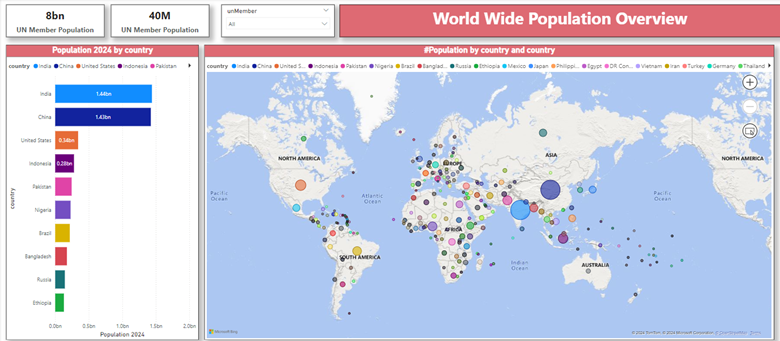 8bn
UN Member Population
40M
UN Member Population
unMember
All
World Wide Population Overview
Population 2024 by country
country India China United States Indonesia Pakistan
India
1.44bn
China
1.43bn
United States
0.34bn
Indonesia
0.28bn
Pakistan
Nigeria
Brazil
Bangladesh
Russia
Ethiopia
country
0.0bn 0.5bn 1.0bn 1.5bn 2.0bn
Population 2024
#Population by country and country
country India China United S... Indonesia Pakistan Nigeria Brazil Banglad... Russia Ethiopia Mexico Japan Philippi... Egypt DR Con... Vietnam Iran Turkey Germany Thailand
NORTH AMERICA
EUROPE
ASIA
NORTH AMERICA
Pacific
Ocean
Atlantic
Ocean
Pacific
Ocean
AFRICA
SOUTH AMERICA
Indian
Ocean
AUSTRALIA
Microsoft Bing
© 2024 TomTom, © 2024 Microsoft Corporation, © OpenStreetMap Terms